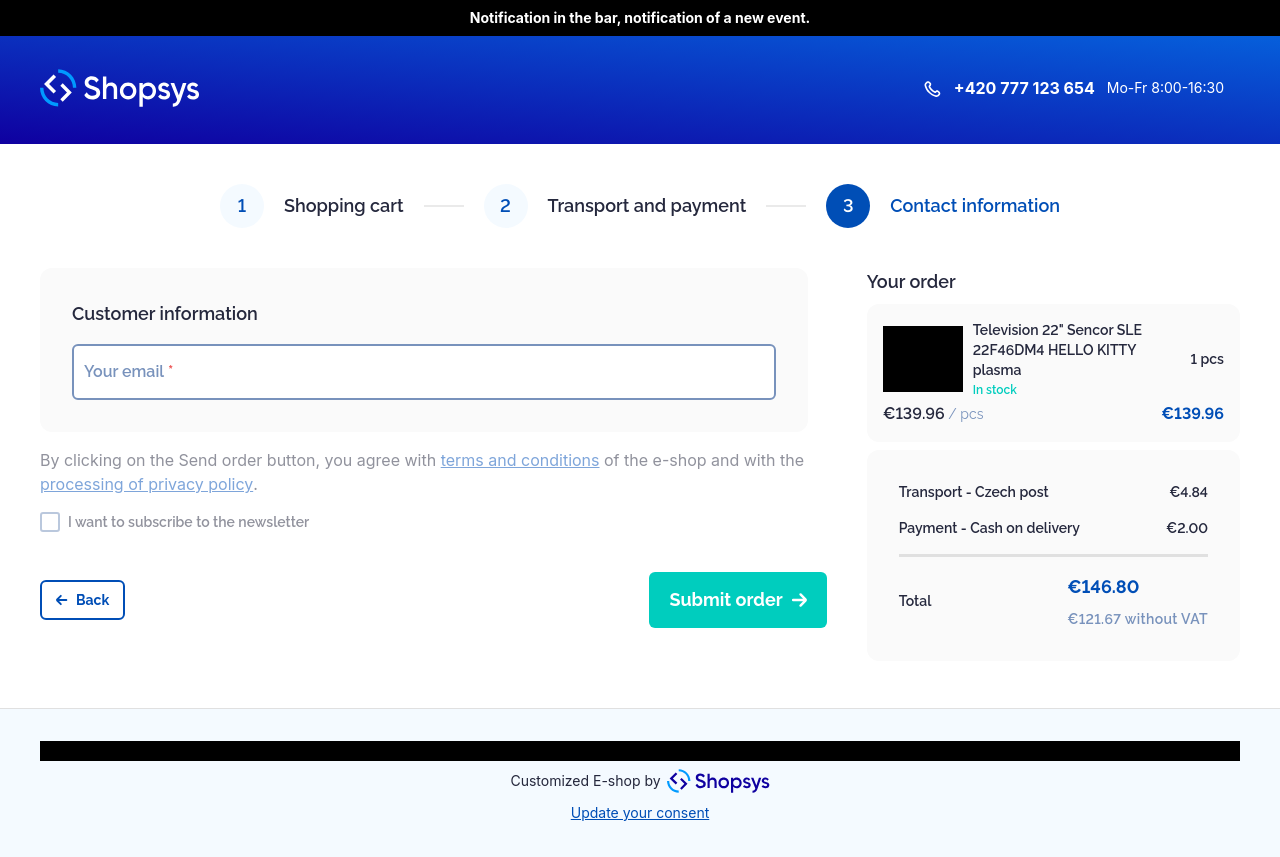 Notification in the bar, notification of a new event.
Shopsys
+420 777 123 654 Mo-Fr 8:00-16:30
1 Shopping cart 2 Transport and payment 3 Contact information
Customer information
Your email *
By clicking on the Send order button, you agree with terms and conditions of the e-shop and with the
processing of privacy policy.
I want to subscribe to the newsletter
Back
Submit order
Your order
Television 22" Sencor SLE
22F46DM4 HELLO KITTY
plasma
1 pcs
In stock
€139.96 / pcs €139.96
Transport - Czech post €4.84
Payment - Cash on delivery €2.00
Total €146.80
€121.67 without VAT
Customized E-shop by Shopsys
Update your consent